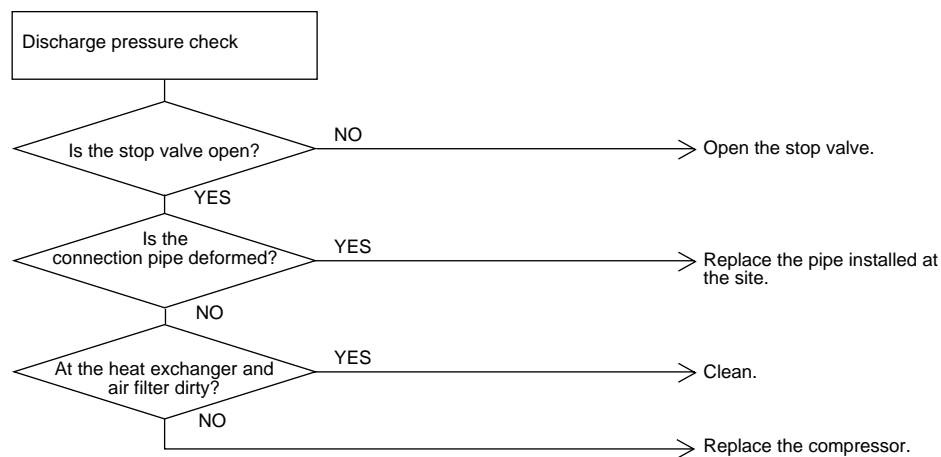 Discharge pressure check
Is the stop valve open?
NO
Open the stop valve.
YES
Is the
connection pipe deformed?
YES
Replace the pipe installed at
the site.
NO
At the heat exchanger and
air filter dirty?
YES
Clean.
NO
Replace the compressor.